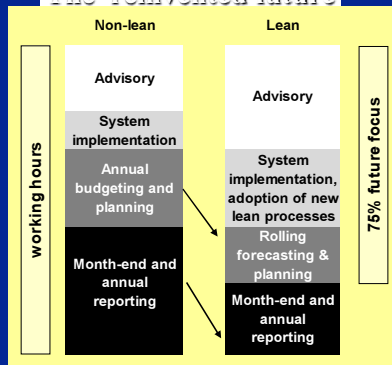 The "reinvented future"
Non-lean
Lean
working hours
Advisory
System
implementation
Annual
budgeting and
planning
Month-end and
annual
reporting
Advisory
System
implementation,
adoption of new
lean processes
Rolling
forecasting &
planning
Month-end and
annual
reporting
75% future focus